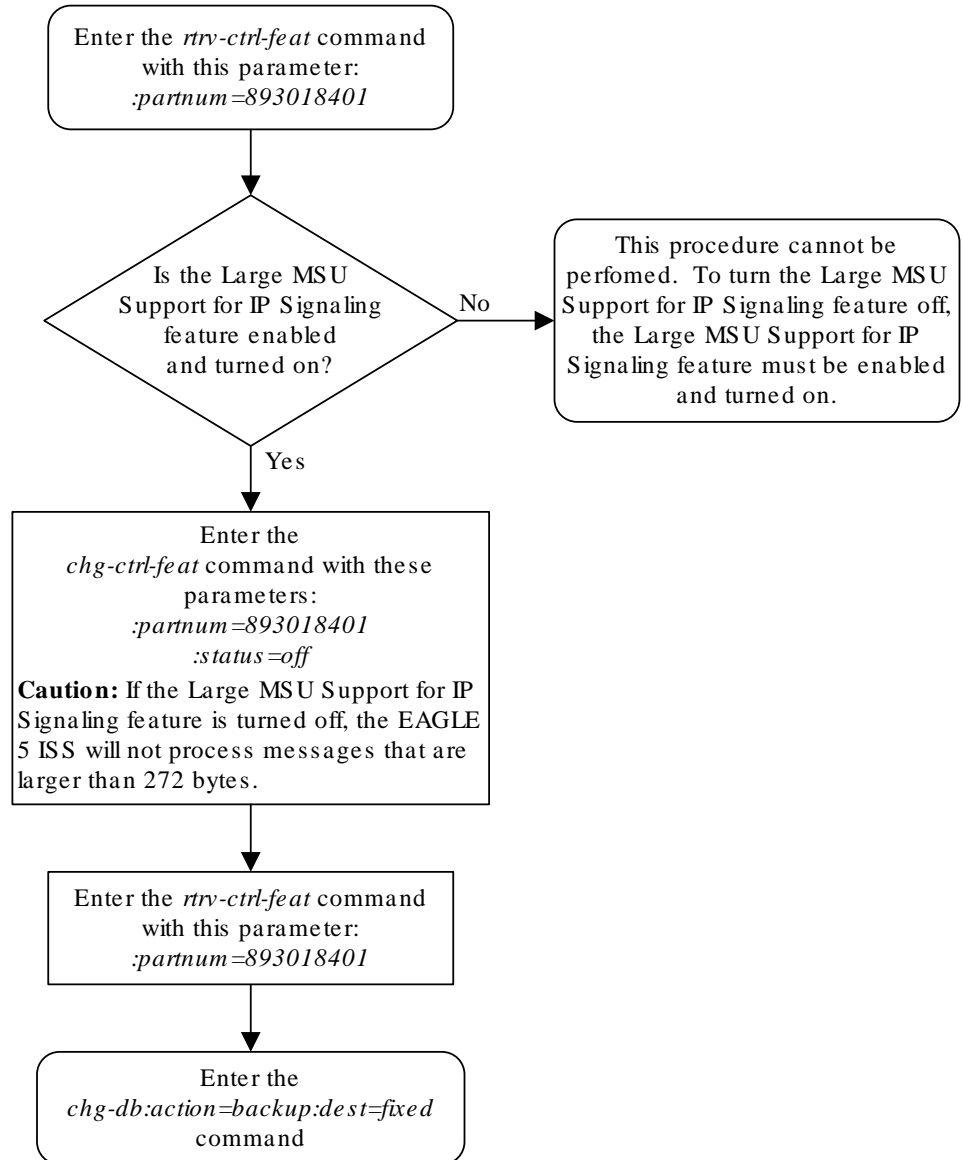 Enter the rtrv-ctrl-feat command
with this parameter:
:partnum=893018401
Is the Large MSU
Support for IP Signaling
feature enabled
and turned on?
No
This procedure cannot be
perfomed. To turn the Large MSU
Support for IP Signaling feature off,
the Large MSU Support for IP
Signaling feature must be enabled
and turned on.
Yes
Enter the
chg-ctrl-feat command with these
parameters:
:partnum=893018401
:status=off
Caution: If the Large MSU Support for IP
Signaling feature is turned off, the EAGLE
5 ISS will not process messages that are
larger than 272 bytes.
Enter the rtrv-ctrl-feat command
with this parameter:
:partnum=893018401
Enter the
chg-db:action=backup:dest=fixed
command